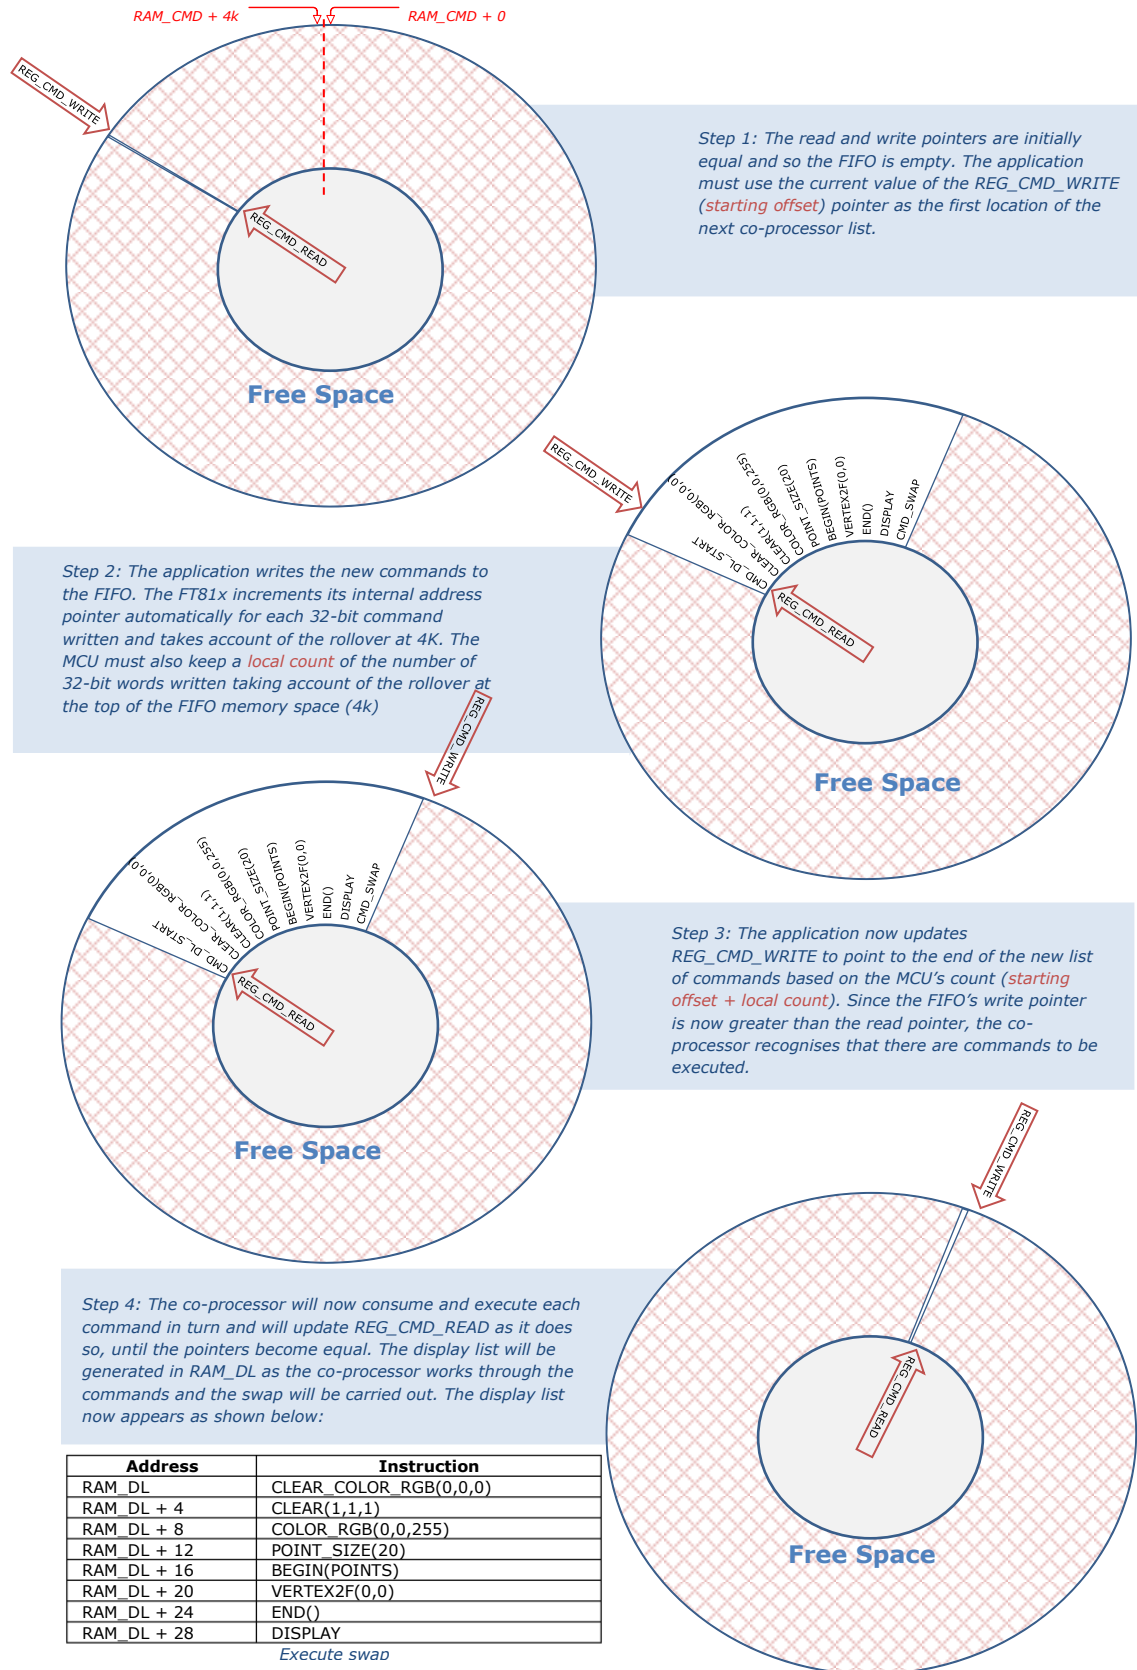 RAM_CMD + 4k
RAM_CMD + 0
REG_CMD_WRITE
REG_CMD_READ
Free Space
Step 1: The read and write pointers are initially
equal and so the FIFO is empty. The application
must use the current value of the REG_CMD_WRITE
(starting offset) pointer as the first location of the
next co-processor list.
REG_CMD_WRITE
CMD_DL_START
CLEAR_COLOR_RGB(0,0,0)
CLEAR(1,1,1)
COLOR_RGB(0,0,255)
POINT_SIZE(20)
BEGIN(POINTS)
VERTEX2F(0,0)
END()
DISPLAY
CMD_SWAP
REG_CMD_READ
Free Space
Step 2: The application writes the new commands to
the FIFO. The FT81x increments its internal address
pointer automatically for each 32-bit command
written and takes account of the rollover at 4K. The
MCU must also keep a local count of the number of
32-bit words written taking account of the rollover at
the top of the FIFO memory space (4k)
REG_CMD_WRITE
CMD_DL_START
CLEAR_COLOR_RGB(0,0,0)
CLEAR(1,1,1)
COLOR_RGB(0,0,255)
POINT_SIZE(20)
BEGIN(POINTS)
VERTEX2F(0,0)
END()
DISPLAY
CMD_SWAP
REG_CMD_READ
Free Space
Step 3: The application now updates
REG_CMD_WRITE to point to the end of the new list
of commands based on the MCU's count (starting
offset + local count). Since the FIFO's write pointer
is now greater than the read pointer, the co-
processor recognises that there are commands to be
executed.
REG_CMD_WRITE
REG_CMD_READ
Free Space
Step 4: The co-processor will now consume and execute each
command in turn and will update REG_CMD_READ as it does
so, until the pointers become equal. The display list will be
generated in RAM_DL as the co-processor works through the
commands and the swap will be carried out. The display list
now appears as shown below:
Address Instruction
RAM_DL CLEAR_COLOR_RGB(0,0,0)
RAM_DL + 4 CLEAR(1,1,1)
RAM_DL + 8 COLOR_RGB(0,0,255)
RAM_DL + 12 POINT_SIZE(20)
RAM_DL + 16 BEGIN(POINTS)
RAM_DL + 20 VERTEX2F(0,0)
RAM_DL + 24 END()
RAM_DL + 28 DISPLAY
Execute swap